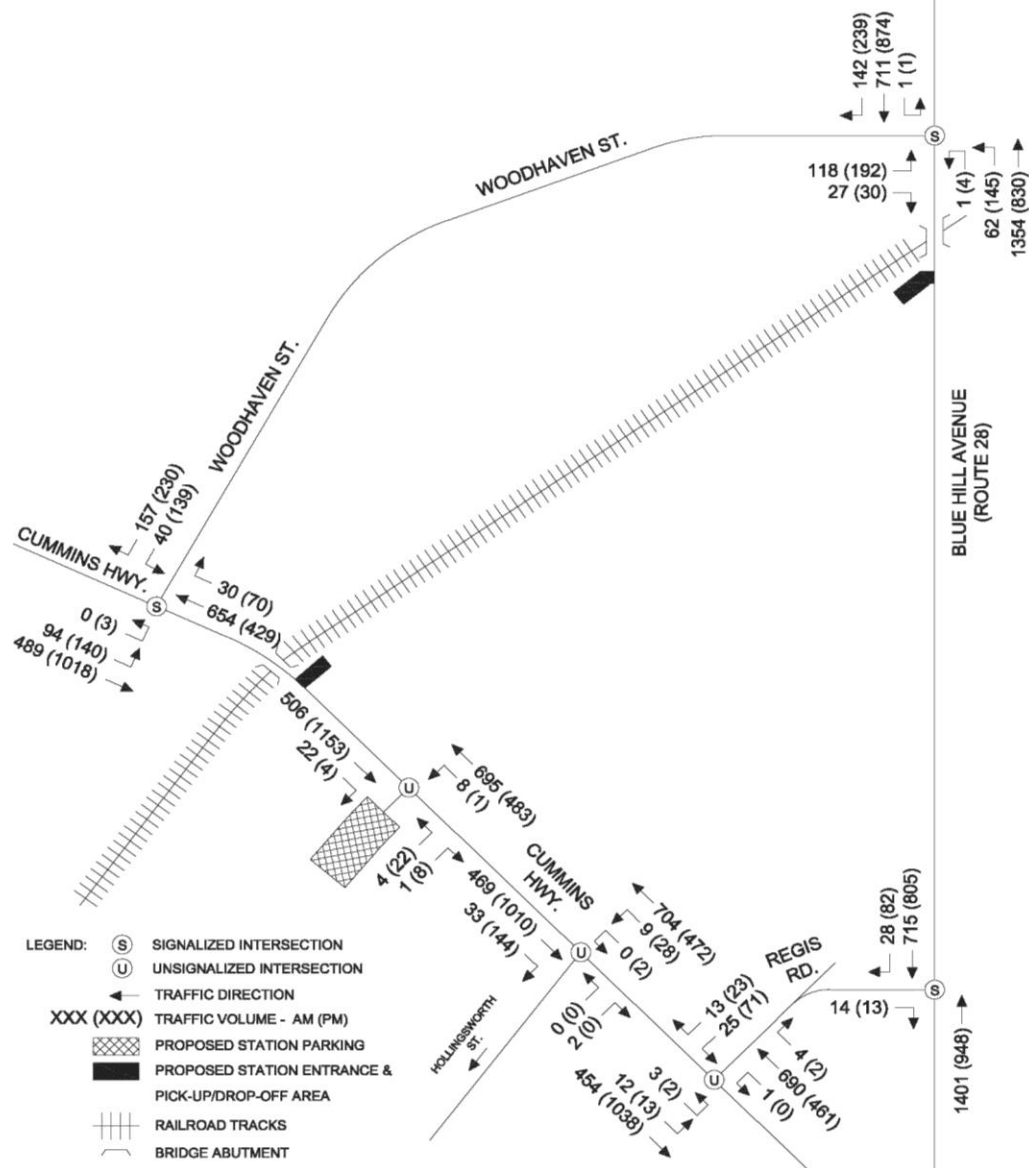 142 (239)
711 (874)
1 (1)
S
WOODHAVEN ST.
118 (192)
27 (30)
1 (4)
62 (145)
1354 (830)
WOODHAVEN ST.
BLUE HILL AVENUE
(ROUTE 28)
157 (230)
40 (139)
CUMMINS HWY.
S
30 (70)
654 (429)
0 (3)
94 (140)
489 (1018)
506 (1153)
22 (4)
U
695 (483)
8 (1)
4 (22)
1 (8)
CUMMINS
HWY.
469 (1010)
33 (144)
U
704 (472)
9 (28)
0 (2)
REGIS
RD.
28 (82)
715 (805)
S
14 (13)
1401 (948)
13 (23)
25 (71)
0 (0)
2 (0)
HOLLINGSWORTH
ST.
U
4 (2)
690 (461)
1 (0)
3 (2)
12 (13)
454 (1038)
LEGEND:
S SIGNALIZED INTERSECTION
U UNSIGNALIZED INTERSECTION
TRAFFIC DIRECTION
XXX (XXX) TRAFFIC VOLUME - AM (PM)
PROPOSED STATION PARKING
PROPOSED STATION ENTRANCE &
PICK-UP/DROP-OFF AREA
RAILROAD TRACKS
BRIDGE ABUTMENT